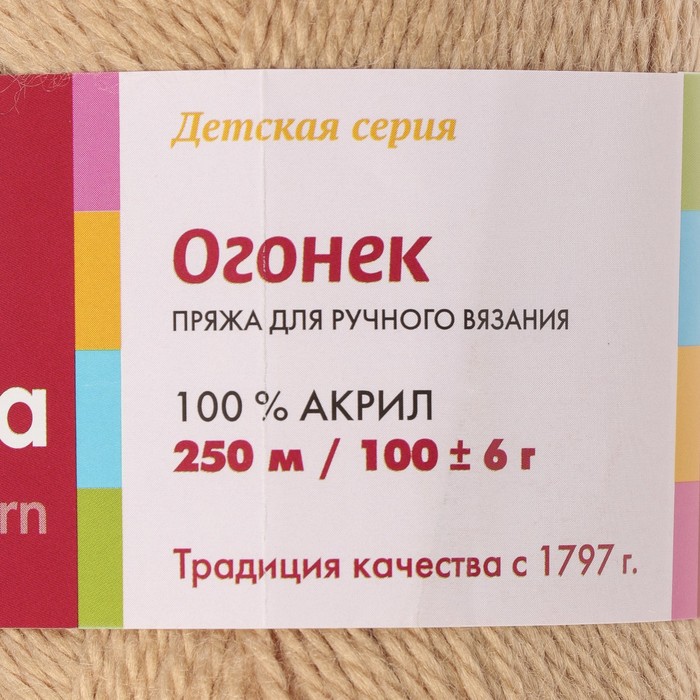 Детская серия
Огонек
ПРЯЖА ДЛЯ РУЧНОГО ВЯЗАНИЯ
100 % АКРИЛ
250 м / 100 ± 6 г
Традиция качества с 1797 г.